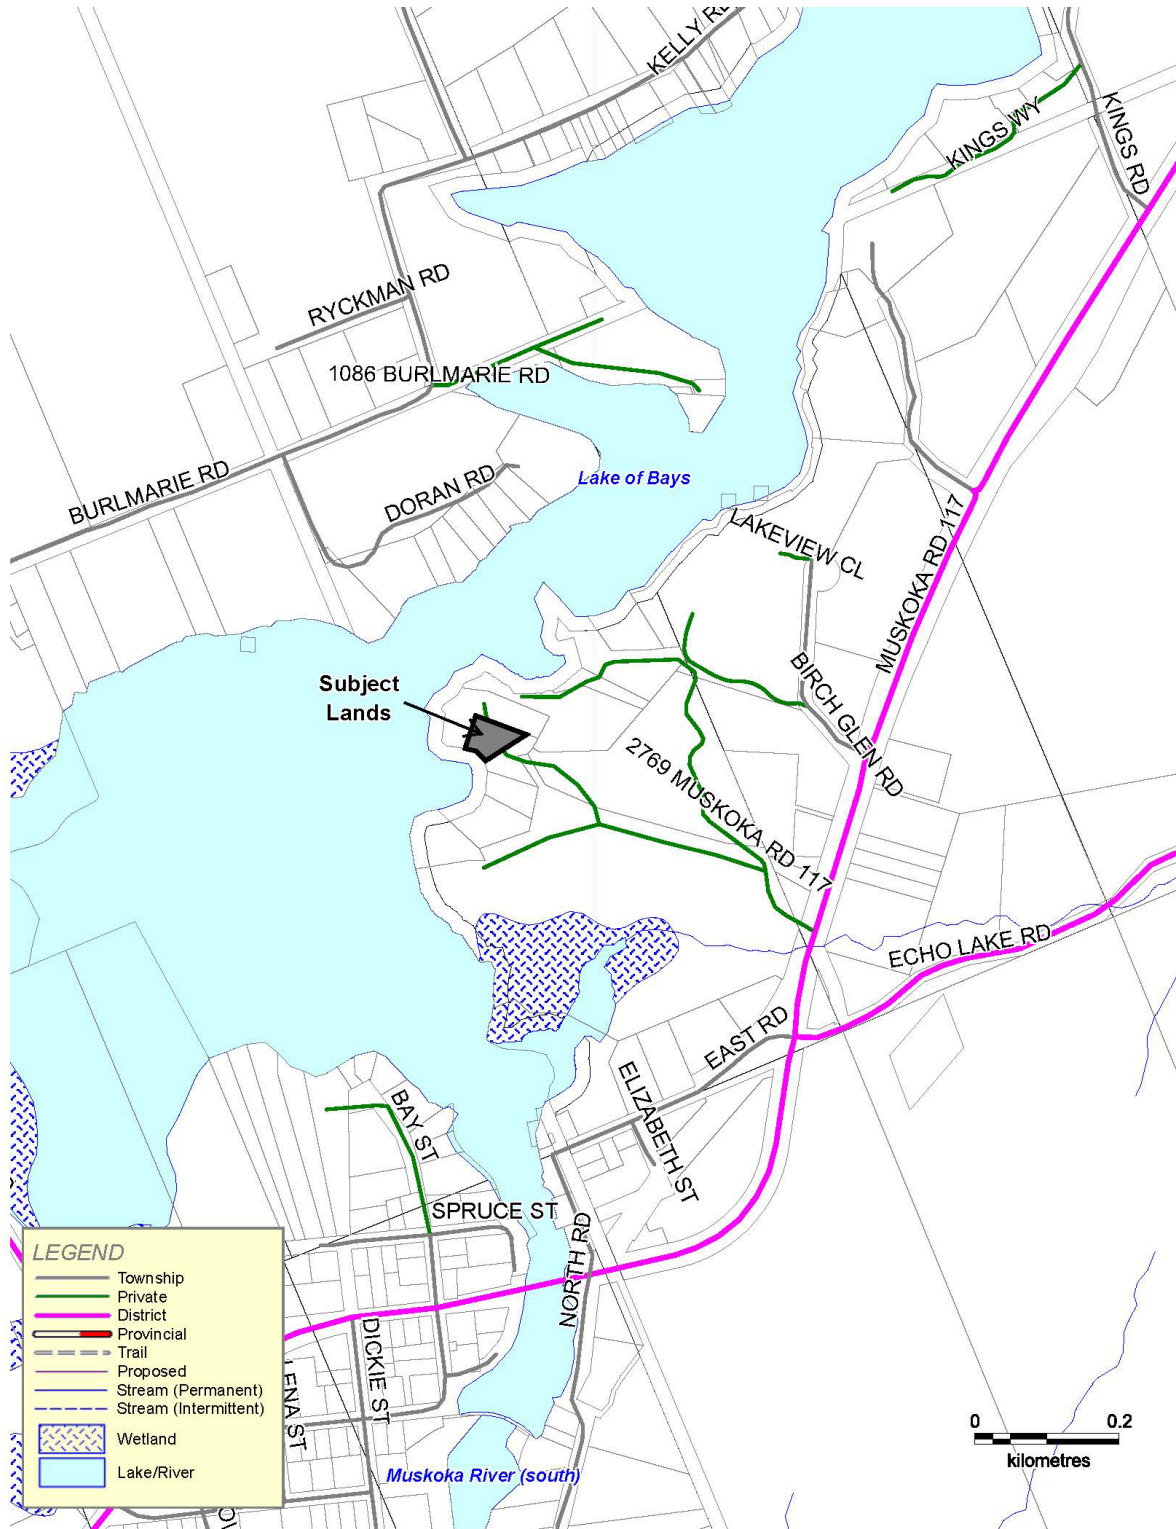 KELLY RD
KINGS WY
KINGS RD
RYCKMAN RD
1086 BURLMARIE RD
BURLMARIE RD
DORAN RD
Lake of Bays
LAKEVIEW CL
MUSKOKA RD 117
BIRCH GLEN RD
Subject
Lands
2769 MUSKOKA RD 117
ECHO LAKE RD
EAST RD
ELIZABETH ST
BAY ST
SPRUCE ST
NORTH RD
DICKIE ST
LENA ST
Muskoka River (south)
LEGEND
Township
Private
District
Provincial
Trail
Proposed
Stream (Permanent)
Stream (Intermittent)
Wetland
Lake/River
0 0.2
kilometres